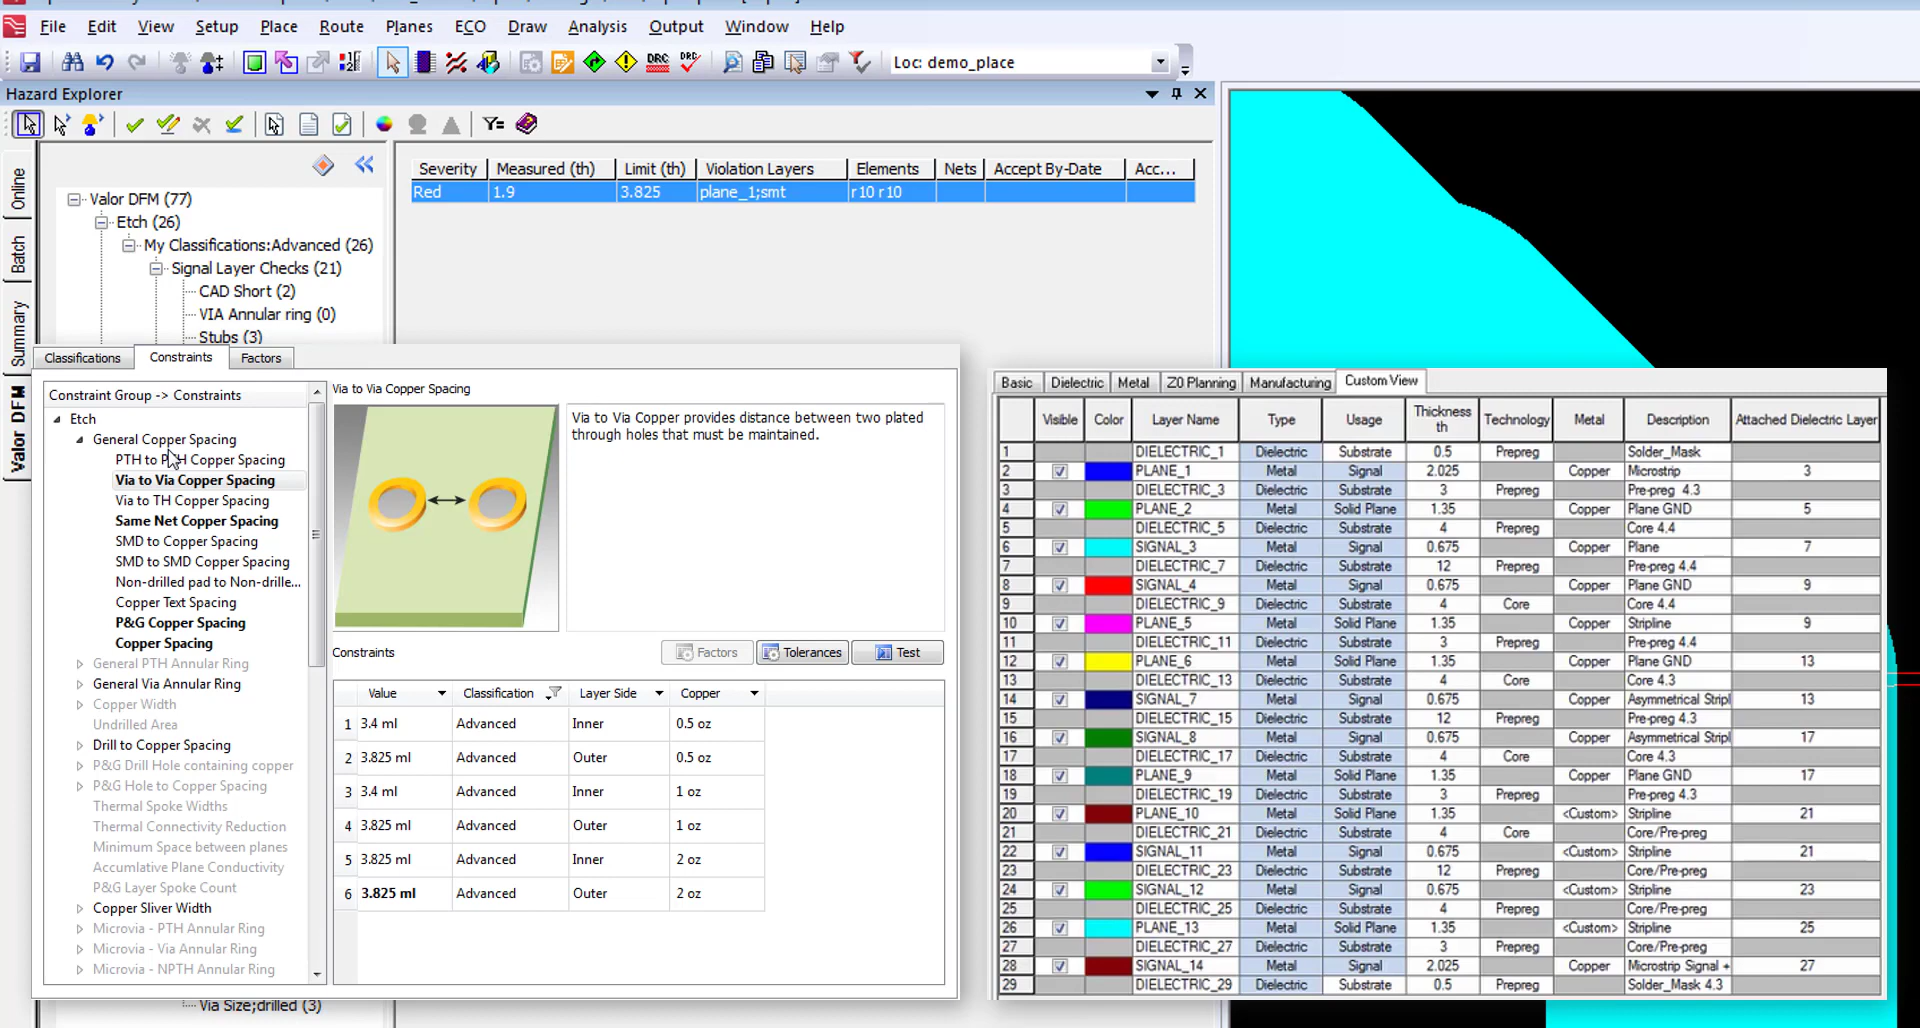 File Edit View Setup Place Route Planes ECO Draw Analysis Output Window Help
DRC DRC Loc: demo_place
Hazard Explorer
Online
Batch
Summary
Valor DFM
Valor DFM (77)
Etch (26)
My Classifications:Advanced (26)
Signal Layer Checks (21)
CAD Short (2)
VIA Annular ring (0)
Stubs (3)
Via Size;drilled (3)
Severity Measured (th) Limit (th) Violation Layers Elements Nets Accept By-Date Acc...
Red 1.9 3.825 plane_1;smt r10 r10
Classifications Constraints Factors
Constraint Group -> Constraints
Etch
General Copper Spacing
PTH to PTH Copper Spacing
Via to Via Copper Spacing
Via to TH Copper Spacing
Same Net Copper Spacing
SMD to Copper Spacing
SMD to SMD Copper Spacing
Non-drilled pad to Non-drille...
Copper Text Spacing
P&G Copper Spacing
Copper Spacing
General PTH Annular Ring
General Via Annular Ring
Copper Width
Undrilled Area
Drill to Copper Spacing
P&G Drill Hole containing copper
P&G Hole to Copper Spacing
Thermal Spoke Widths
Thermal Connectivity Reduction
Minimum Space between planes
Accumlative Plane Conductivity
P&G Layer Spoke Count
Copper Sliver Width
Microvia - PTH Annular Ring
Microvia - Via Annular Ring
Microvia - NPTH Annular Ring
Via to Via Copper Spacing
Via to Via Copper provides distance between two plated
through holes that must be maintained.
Constraints Factors Tolerances Test
Value Classification Layer Side Copper
1 3.4 ml Advanced Inner 0.5 oz
2 3.825 ml Advanced Outer 0.5 oz
3 3.4 ml Advanced Inner 1 oz
4 3.825 ml Advanced Outer 1 oz
5 3.825 ml Advanced Inner 2 oz
6 3.825 ml Advanced Outer 2 oz
Basic Dielectric Metal Z0 Planning Manufacturing Custom View
Visible Color Layer Name Type Usage Thickness th Technology Metal Description Attached Dielectric Layer
1 DIELECTRIC_1 Dielectric Substrate 0.5 Prepreg Solder_Mask
2 PLANE_1 Metal Signal 2.025 Copper Microstrip 3
3 DIELECTRIC_3 Dielectric Substrate 3 Prepreg Pre-preg 4.3
4 PLANE_2 Metal Solid Plane 1.35 Copper Plane GND 5
5 DIELECTRIC_5 Dielectric Substrate 4 Prepreg Core 4.4
6 SIGNAL_3 Metal Signal 0.675 Copper Plane 7
7 DIELECTRIC_7 Dielectric Substrate 12 Prepreg Pre-preg 4.4
8 SIGNAL_4 Metal Signal 0.675 Copper Plane GND 9
9 DIELECTRIC_9 Dielectric Substrate 4 Core Core 4.4
10 PLANE_5 Metal Solid Plane 1.35 Copper Stripline 9
11 DIELECTRIC_11 Dielectric Substrate 3 Prepreg Pre-preg 4.4
12 PLANE_6 Metal Solid Plane 1.35 Copper Plane GND 13
13 DIELECTRIC_13 Dielectric Substrate 4 Core Core 4.3
14 SIGNAL_7 Metal Signal 0.675 Copper Asymmetrical Stripl 13
15 DIELECTRIC_15 Dielectric Substrate 12 Prepreg Pre-preg 4.3
16 SIGNAL_8 Metal Signal 0.675 Copper Asymmetrical Stripl 17
17 DIELECTRIC_17 Dielectric Substrate 4 Core Core 4.3
18 PLANE_9 Metal Solid Plane 1.35 Copper Plane GND 17
19 DIELECTRIC_19 Dielectric Substrate 3 Prepreg Pre-preg 4.3
20 PLANE_10 Metal Solid Plane 1.35 <Custom> Stripline 21
21 DIELECTRIC_21 Dielectric Substrate 4 Core Core/Pre-preg
22 SIGNAL_11 Metal Signal 0.675 <Custom> Stripline 21
23 DIELECTRIC_23 Dielectric Substrate 12 Prepreg Core/Pre-preg
24 SIGNAL_12 Metal Signal 0.675 <Custom> Stripline 23
25 DIELECTRIC_25 Dielectric Substrate 4 Prepreg Core/Pre-preg
26 PLANE_13 Metal Solid Plane 1.35 <Custom> Stripline 25
27 DIELECTRIC_27 Dielectric Substrate 3 Prepreg Core/Pre-preg
28 SIGNAL_14 Metal Signal 2.025 Copper Microstrip Signal + 27
29 DIELECTRIC_29 Dielectric Substrate 0.5 Prepreg Solder_Mask 4.3